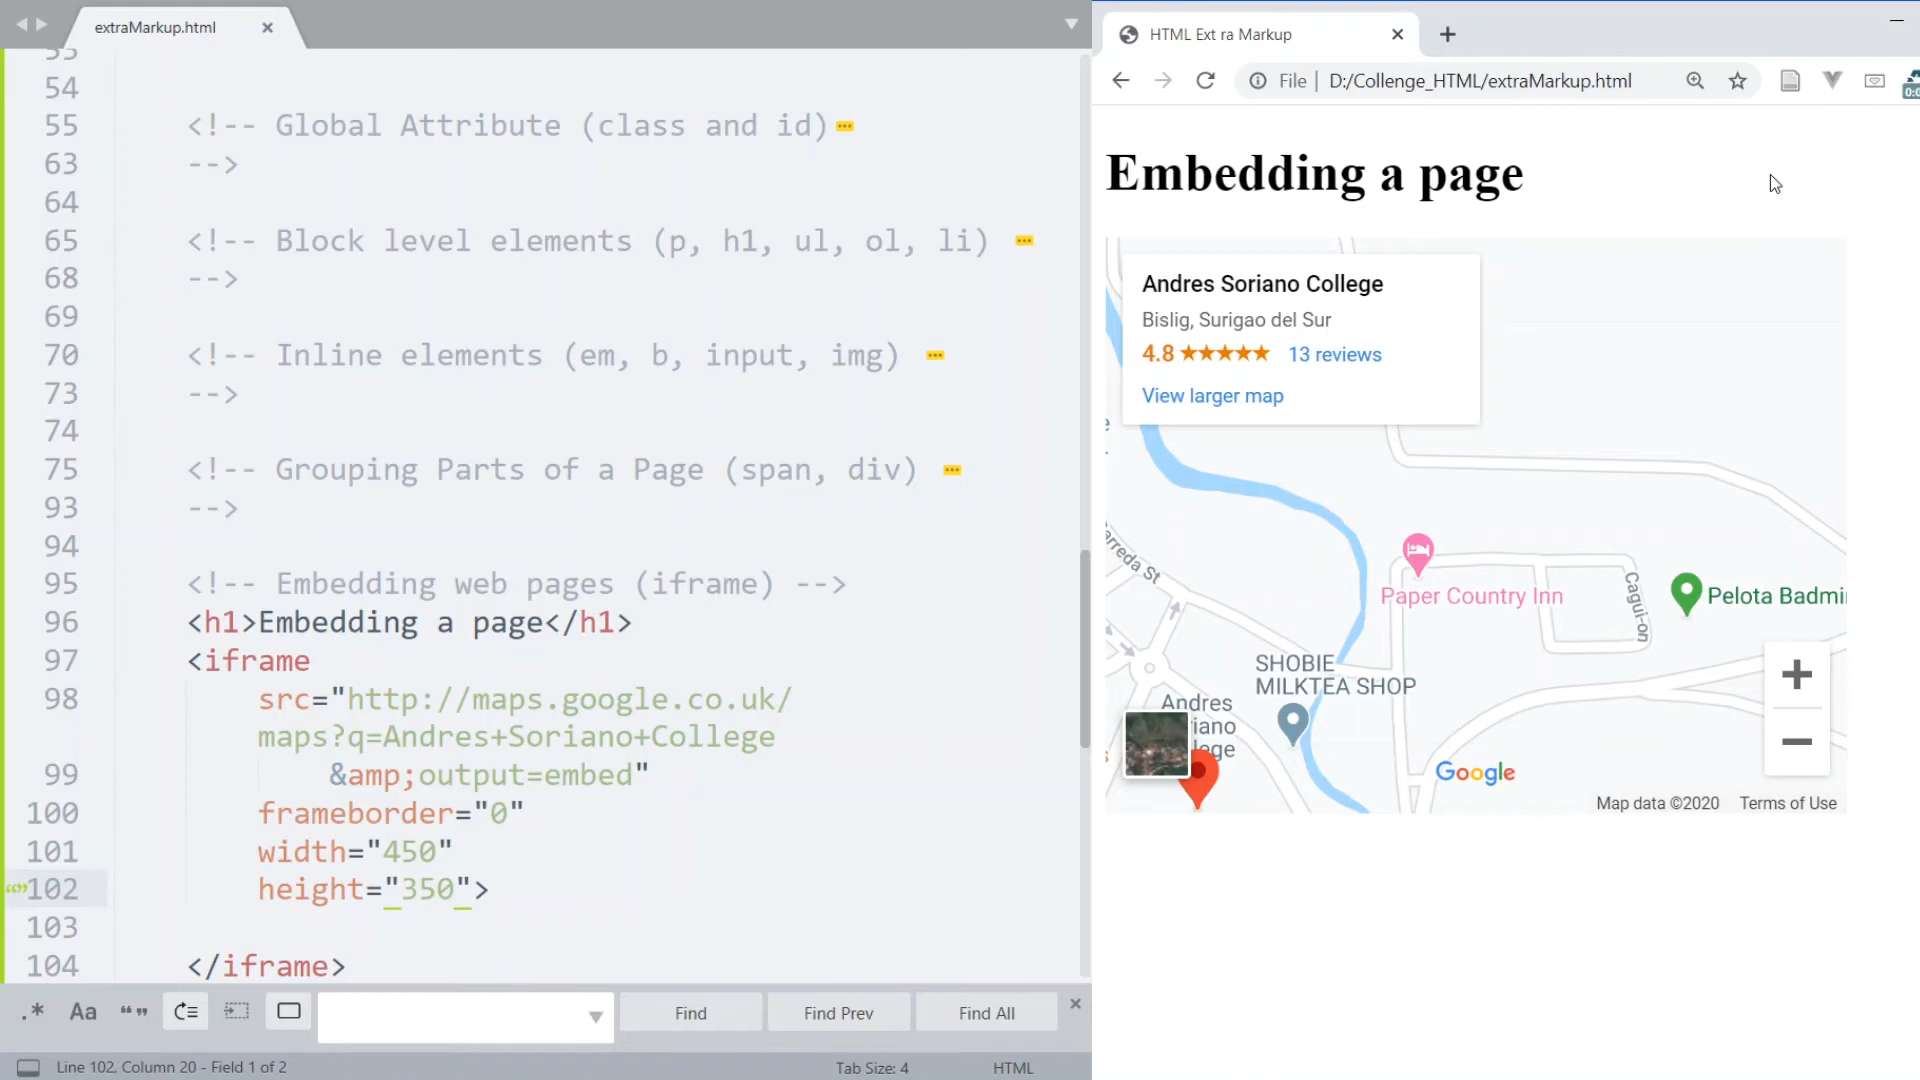 extraMarkup.html
54
55 <!-- Global Attribute (class and id)
63 -->
64
65 <!-- Block level elements (p, h1, ul, ol, li)
68 -->
69
70 <!-- Inline elements (em, b, input, img)
73 -->
74
75 <!-- Grouping Parts of a Page (span, div)
93 -->
94
95 <!-- Embedding web pages (iframe) -->
96 <h1>Embedding a page</h1>
97 <iframe
98 src="http://maps.google.co.uk/
maps?q=Andres+Soriano+College
99 &amp;output=embed"
100 frameborder="0"
101 width="450"
102 height="350">
103
104 </iframe>
.* Aa “ ”
Find
Find Prev
Find All
Line 102, Column 20 - Field 1 of 2
Tab Size: 4
HTML
HTML Ext ra Markup
File | D:/Collenge_HTML/extraMarkup.html
Embedding a page
Andres Soriano College
Bislig, Surigao del Sur
4.8 ★★★★★ 13 reviews
View larger map
Paper Country Inn
Cagui-on
Pelota Badmi
SHOBIE
MILKTEA SHOP
Andres
Google
Map data ©2020
Terms of Use